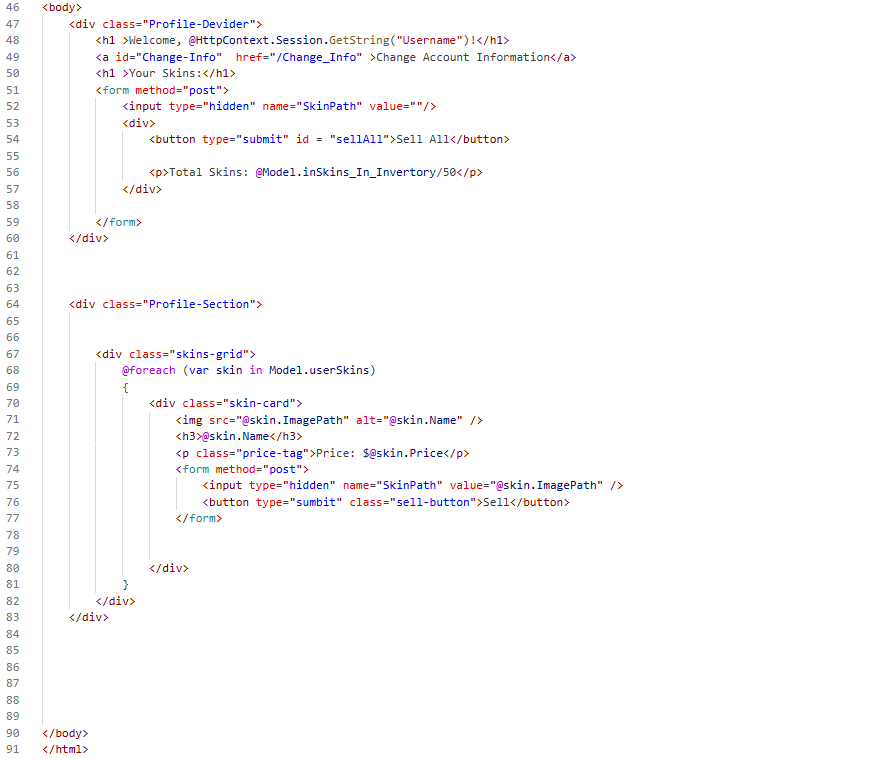 46 <body>
47 <div class="Profile-Devider">
48 <h1 >Welcome, @HttpContext.Session.GetString("Username")!</h1>
49 <a id="Change-Info"  href="/Change_Info" >Change Account Information</a>
50 <h1 >Your Skins:</h1>
51 <form method="post">
52 <input type="hidden" name="SkinPath" value=""/>
53 <div>
54 <button type="submit" id = "sellAll">Sell All</button>
55
56 <p>Total Skins: @Model.inSkins_In_Invertory/50</p>
57 </div>
58
59 </form>
60 </div>
61
62
63
64 <div class="Profile-Section">
65
66
67 <div class="skins-grid">
68 @foreach (var skin in Model.userSkins)
69 {
70 <div class="skin-card">
71 <img src="@skin.ImagePath" alt="@skin.Name" />
72 <h3>@skin.Name</h3>
73 <p class="price-tag">Price: $@skin.Price</p>
74 <form method="post">
75 <input type="hidden" name="SkinPath" value="@skin.ImagePath" />
76 <button type="sumbit" class="sell-button">Sell</button>
77 </form>
78
79
80 </div>
81 }
82 </div>
83 </div>
84
85
86
87
88
89
90 </body>
91 </html>